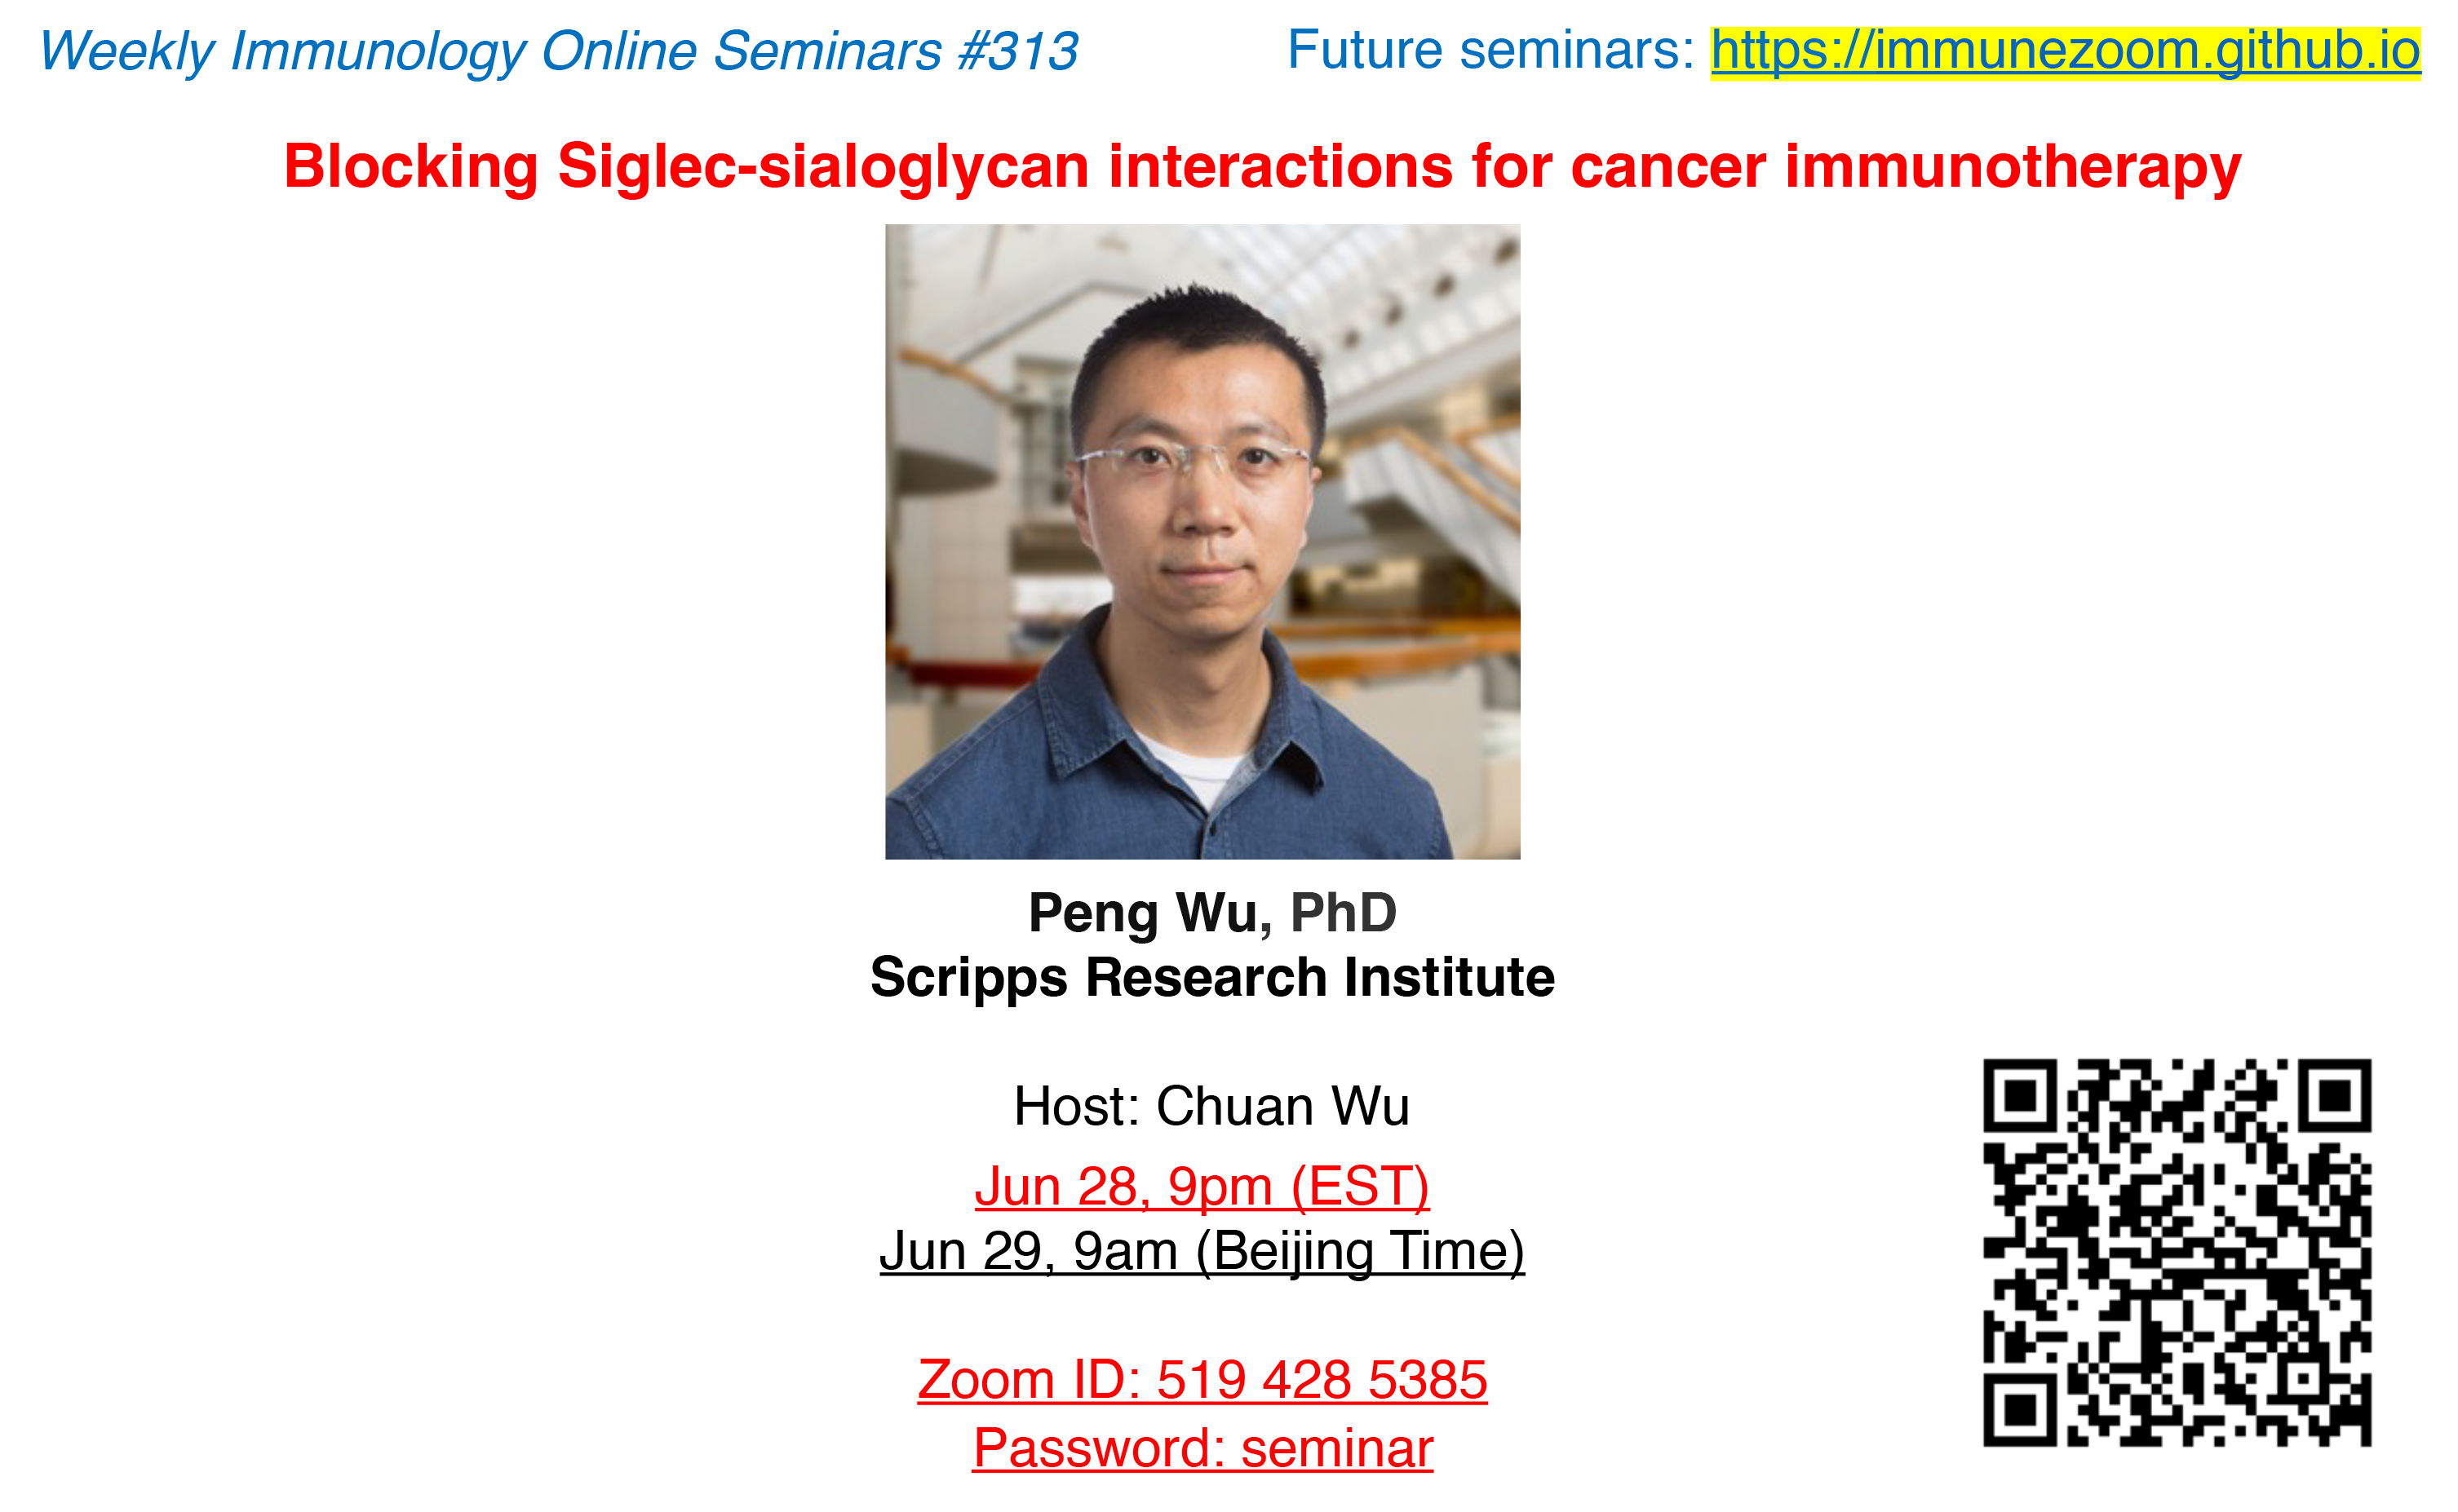 Weekly Immunology Online Seminars #313
Future seminars: https://immunezoom.github.io
Blocking Siglec-sialoglycan interactions for cancer immunotherapy
Peng Wu, PhD
Scripps Research Institute
Host: Chuan Wu
Jun 28, 9pm (EST)
Jun 29, 9am (Beijing Time)
Zoom ID: 519 428 5385
Password: seminar